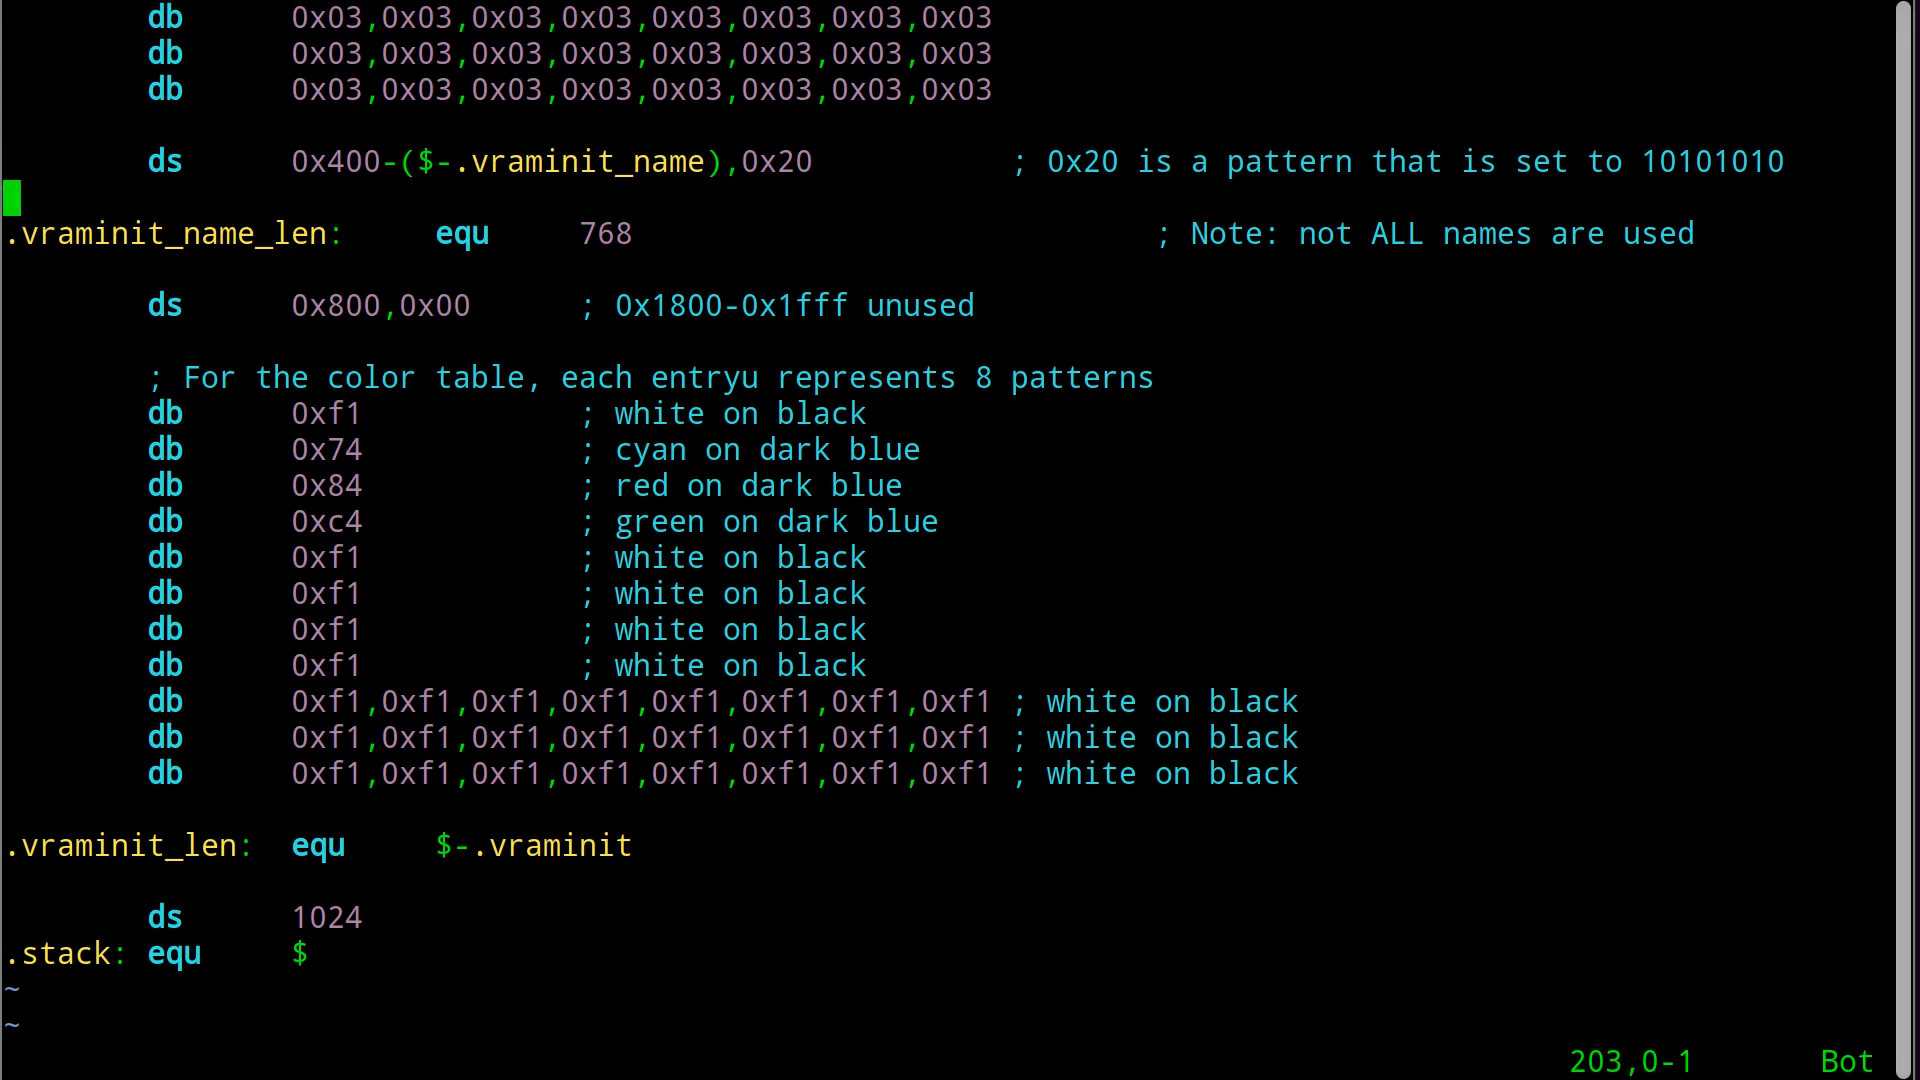 db 0x03,0x03,0x03,0x03,0x03,0x03,0x03,0x03
db 0x03,0x03,0x03,0x03,0x03,0x03,0x03,0x03
db 0x03,0x03,0x03,0x03,0x03,0x03,0x03,0x03
ds 0x400-($-.vraminit_name),0x20 ; 0x20 is a pattern that is set to 10101010
.vraminit_name_len: equ 768 ; Note: not ALL names are used
ds 0x800,0x00 ; 0x1800-0x1fff unused
; For the color table, each entryu represents 8 patterns
db 0xf1 ; white on black
db 0x74 ; cyan on dark blue
db 0x84 ; red on dark blue
db 0xc4 ; green on dark blue
db 0xf1 ; white on black
db 0xf1 ; white on black
db 0xf1 ; white on black
db 0xf1 ; white on black
db 0xf1,0xf1,0xf1,0xf1,0xf1,0xf1,0xf1,0xf1 ; white on black
db 0xf1,0xf1,0xf1,0xf1,0xf1,0xf1,0xf1,0xf1 ; white on black
db 0xf1,0xf1,0xf1,0xf1,0xf1,0xf1,0xf1,0xf1 ; white on black
.vraminit_len: equ $-.vraminit
ds 1024
.stack: equ $
~
~
203,0-1 Bot